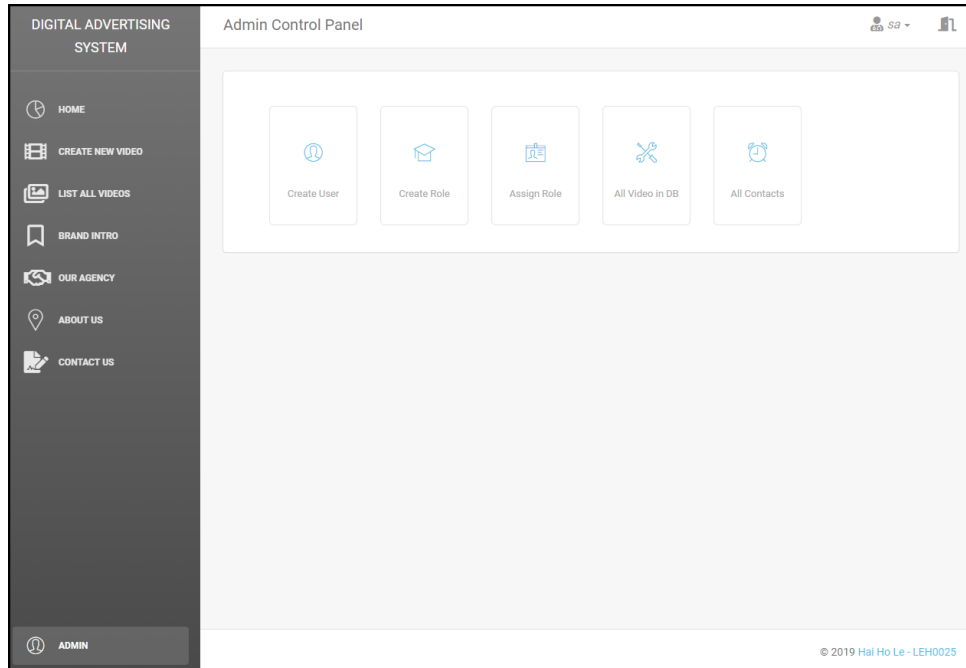 DIGITAL ADVERTISING
SYSTEM
Admin Control Panel
sa
HOME
CREATE NEW VIDEO
LIST ALL VIDEOS
BRAND INTRO
OUR AGENCY
ABOUT US
CONTACT US
ADMIN
Create User
Create Role
Assign Role
All Video in DB
All Contacts
© 2019 Hai Ho Le - LEH0025